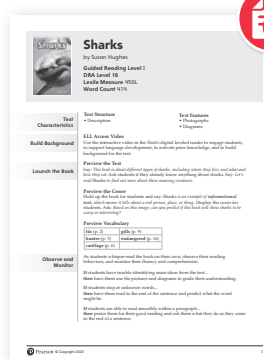 Sharks
Sharks
by Susan Hughes
Guided Reading Level I
DRA Level 16
Lexile Measure 450L
Word Count 414
Text Characteristics
Text Structure
• Description
Text Features
• Photographs
• Diagrams
Build Background
ELL Access Video
Use the interactive video in the Sharks digital leveled reader to engage students,
to support language development, to activate prior knowledge, and to build
background for the text.
Launch the Book
Preview the Text
Say: This book is about different types of sharks, including where they live, and what and
how they eat. Ask students if they already know anything about sharks. Say: Let's
read Sharks to find out more about these amazing creatures.
Preview the Genre
Hold up the book for students and say: Sharks is an example of informational
text, which means it tells about a real person, place, or thing. Display the cover for
students. Ask: Based on this image, can you predict if this book will show sharks to be
scary or interesting?
Preview Vocabulary
fin (p. 2)
gills (p. 9)
hunter (p. 5)
endangered (p. 16)
cartilage (p. 6)
Observe and Monitor
As students whisper-read the book on their own, observe their reading
behaviors, and monitor their fluency and comprehension.
If students have trouble identifying main ideas from the text...
then have them use the pictures and diagrams to guide their understanding.
If students stop at unknown words...
then have them read to the end of the sentence and predict what the word
might be.
If students are able to read smoothly within a paragraph...
then praise them for their good reading and ask them what they do as they come
to the end of a sentence.
Pearson © Copyright 2020